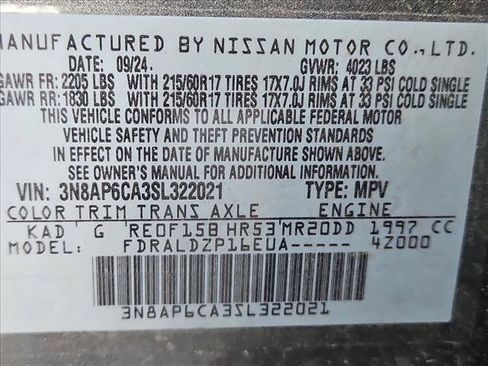 MANUFACTURED BY NISSAN MOTOR CO., LTD.
DATE: 09/24. GVWR: 4023 LBS
GAWR FR: 2205 LBS WITH 215/60R17 TIRES 17X7.0J RIMS AT 33 PSI COLD SINGLE
GAWR RR: 1830 LBS WITH 215/60R17 TIRES 17X7.0J RIMS AT 33 PSI COLD SINGLE
THIS VEHICLE CONFORMS TO ALL APPLICABLE FEDERAL MOTOR
VEHICLE SAFETY AND THEFT PREVENTION STANDARDS
IN EFFECT ON THE DATE OF MANUFACTURE SHOWN ABOVE.
SEE OWNER'S MANUAL FOR ADDITIONAL INFORMATION.
VIN: 3N8AP6CA3SL322021 TYPE: MPV
COLOR TRIM TRANS AXLE ENGINE
KAD G RE0F15B HR53 MR20DD 1997 CC
MODEL: FDRALDZP16EUA----- 42000
3N8AP6CA3SL322021